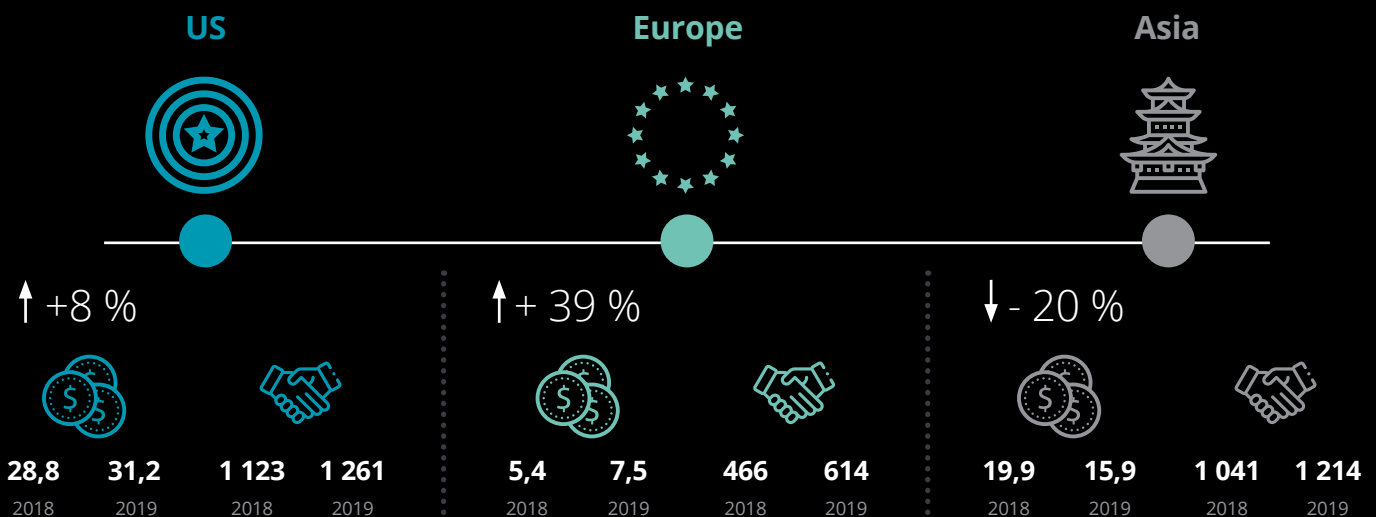 US
Europe
Asia
+8 %
+ 39 %
- 20 %
$ $
$ $
$ $
28,8 31,2 1 123 1 261
2018 2019 2018 2019
5,4 7,5 466 614
2018 2019 2018 2019
19,9 15,9 1 041 1 214
2018 2019 2018 2019